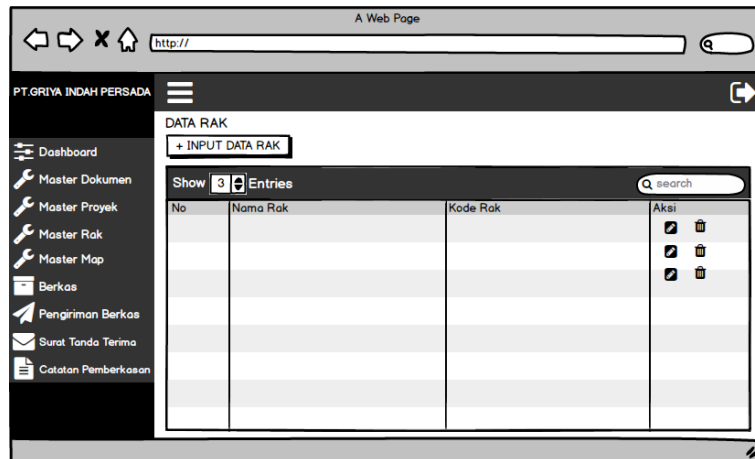 A Web Page
http://
PT.GRIYA INDAH PERSADA
DATA RAK
+ INPUT DATA RAK
Dashboard
Master Dokumen
Master Proyek
Master Rak
Master Map
Berkas
Pengiriman Berkas
Surat Tanda Terima
Catatan Pemberkasan
Show 3 Entries
search
No Nama Rak Kode Rak Aksi